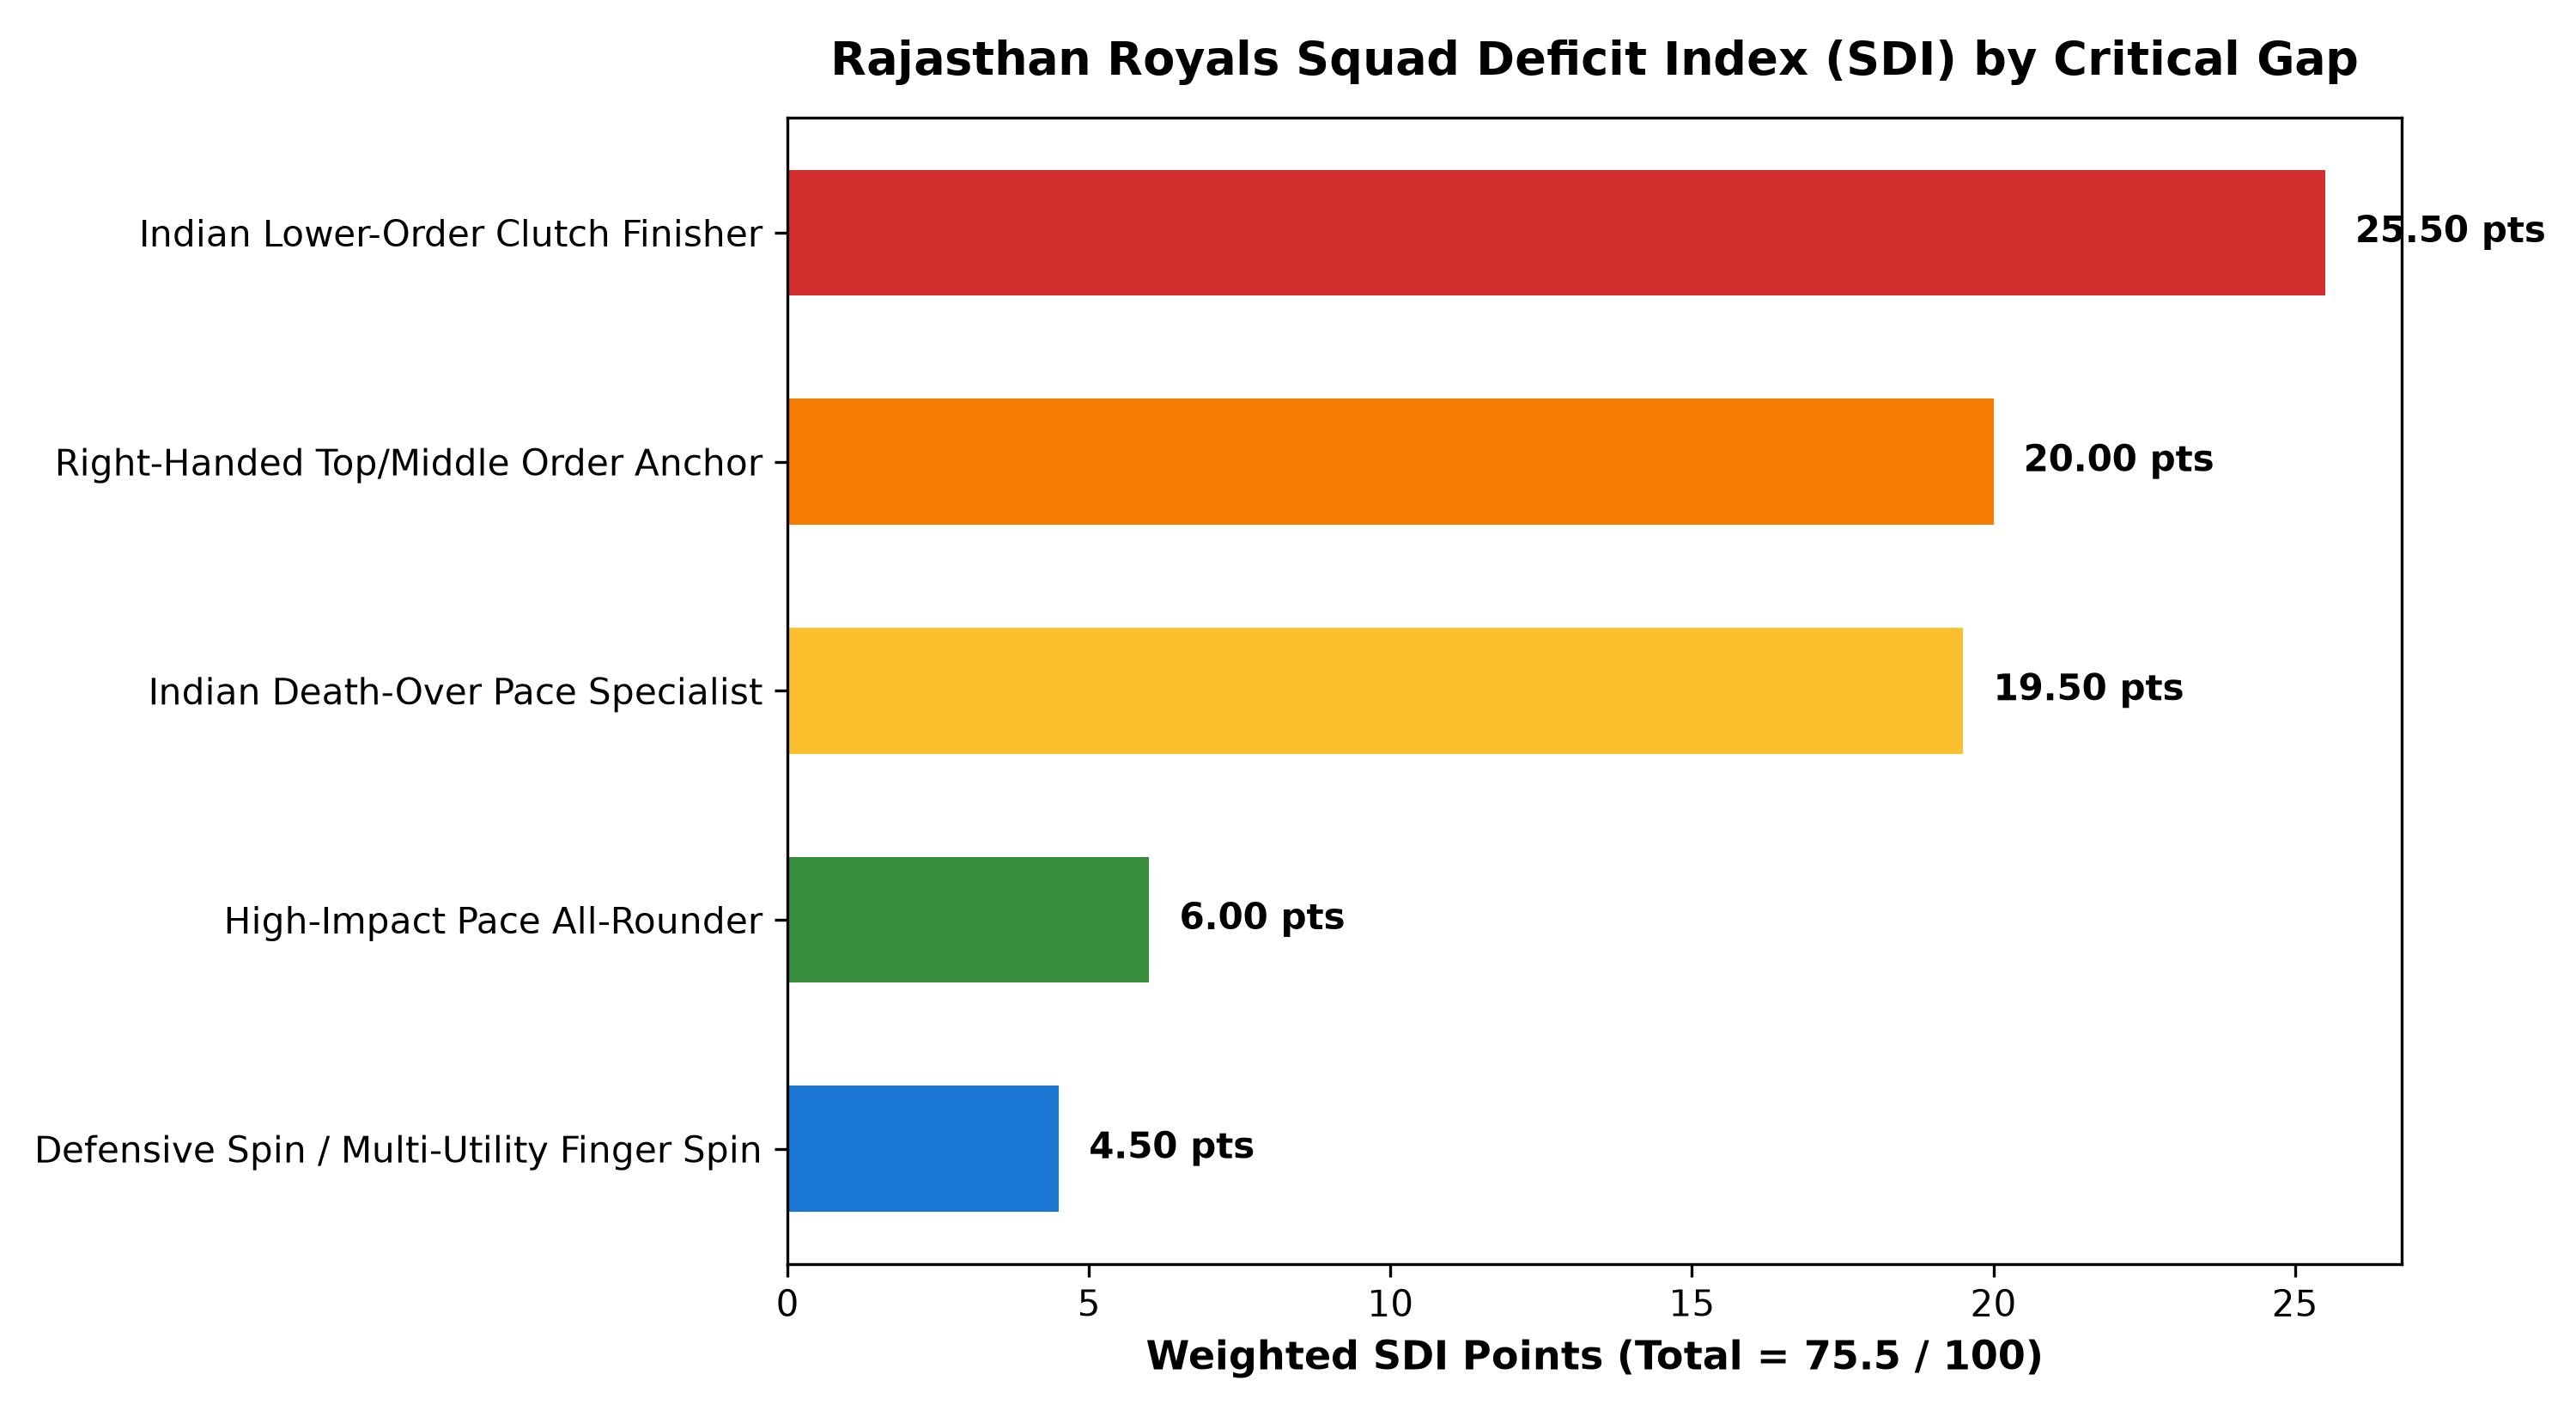 Rajasthan Royals Squad Deficit Index (SDI) by Critical Gap
Indian Lower-Order Clutch Finisher
25.50 pts
Right-Handed Top/Middle Order Anchor
20.00 pts
Indian Death-Over Pace Specialist
19.50 pts
High-Impact Pace All-Rounder
6.00 pts
Defensive Spin / Multi-Utility Finger Spin
4.50 pts
0 5 10 15 20 25
Weighted SDI Points (Total = 75.5 / 100)